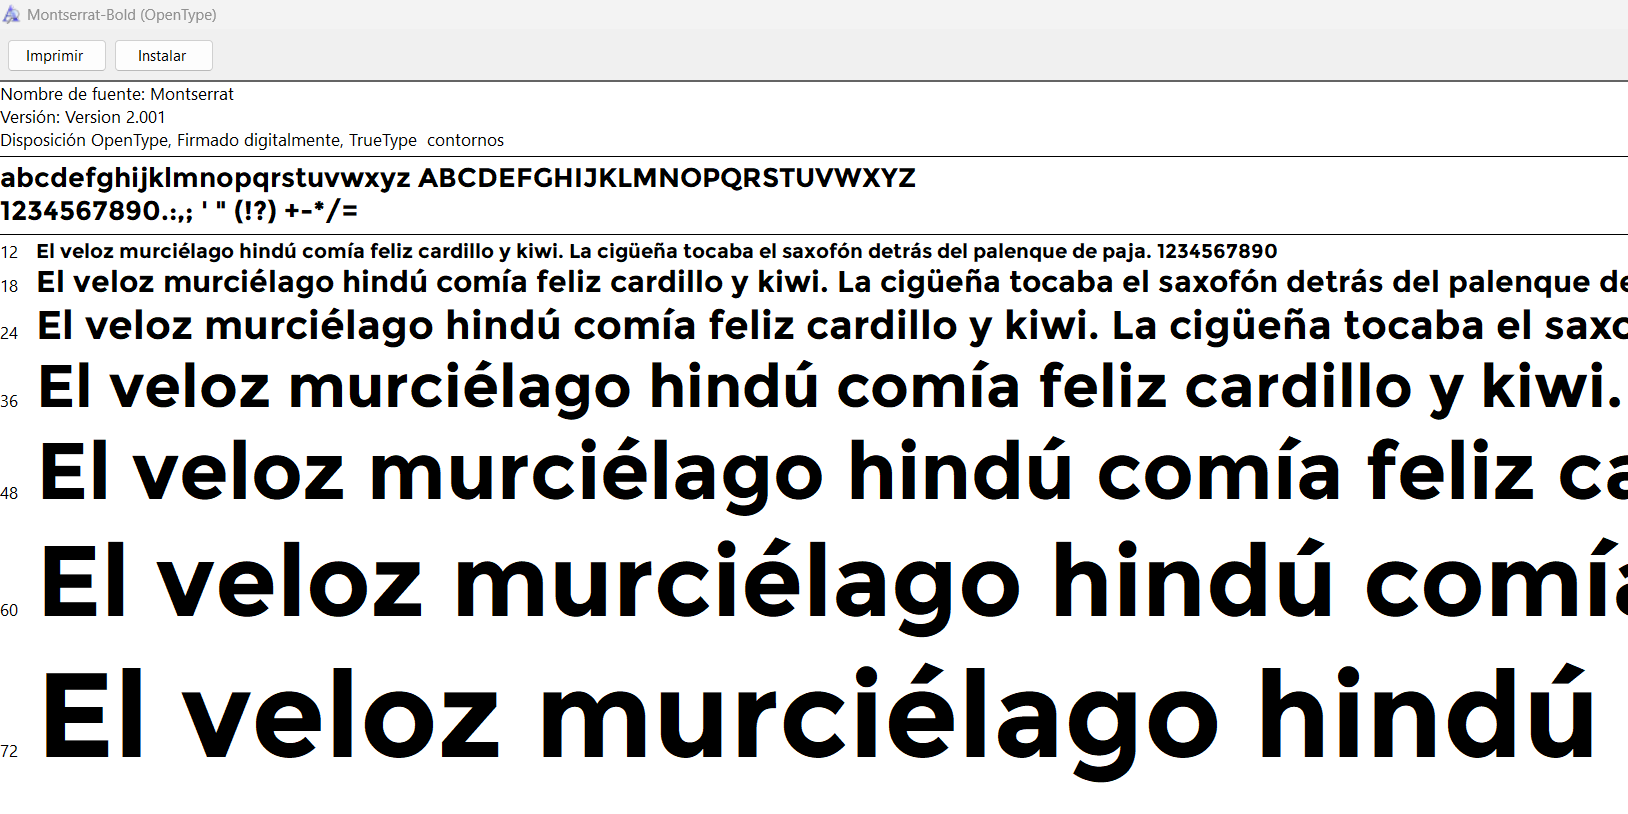 Montserrat-Bold (OpenType)
Imprimir Instalar
Nombre de fuente: Montserrat
Versión: Version 2.001
Disposición OpenType, Firmado digitalmente, TrueType contornos
abcdefghijklmnopqrstuvwxyz ABCDEFGHIJKLMNOPQRSTUVWXYZ
1234567890.:,; ' " (!?) +-*/=
12 El veloz murciélago hindú comía feliz cardillo y kiwi. La cigüeña tocaba el saxofón detrás del palenque de paja. 1234567890
18 El veloz murciélago hindú comía feliz cardillo y kiwi. La cigüeña tocaba el saxofón detrás del palenque de
24 El veloz murciélago hindú comía feliz cardillo y kiwi. La cigüeña tocaba el saxo
36 El veloz murciélago hindú comía feliz cardillo y kiwi.
48 El veloz murciélago hindú comía feliz ca
60 El veloz murciélago hindú comía
72 El veloz murciélago hindú